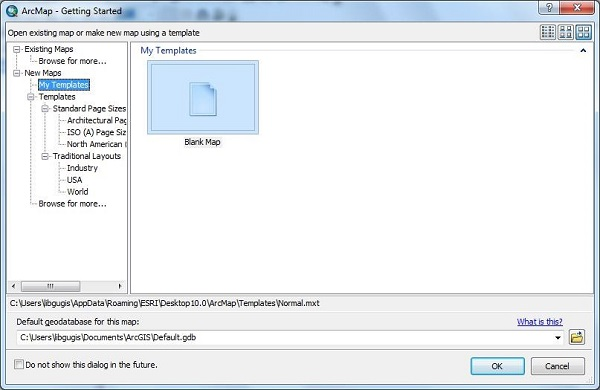 ArcMap - Getting Started
Open existing map or make new map using a template
Existing Maps
Browse for more...
New Maps
My Templates
Templates
Standard Page Sizes
Architectural Pag
ISO (A) Page Siz
North American (
Traditional Layouts
Industry
USA
World
Browse for more...
My Templates
Blank Map
C:\Users\libgugis\AppData\Roaming\ESRI\Desktop10.0\ArcMap\Templates\Normal.mxt
Default geodatabase for this map:
What is this?
C:\Users\libgugis\Documents\ArcGIS\Default.gdb
Do not show this dialog in the future.
OK
Cancel